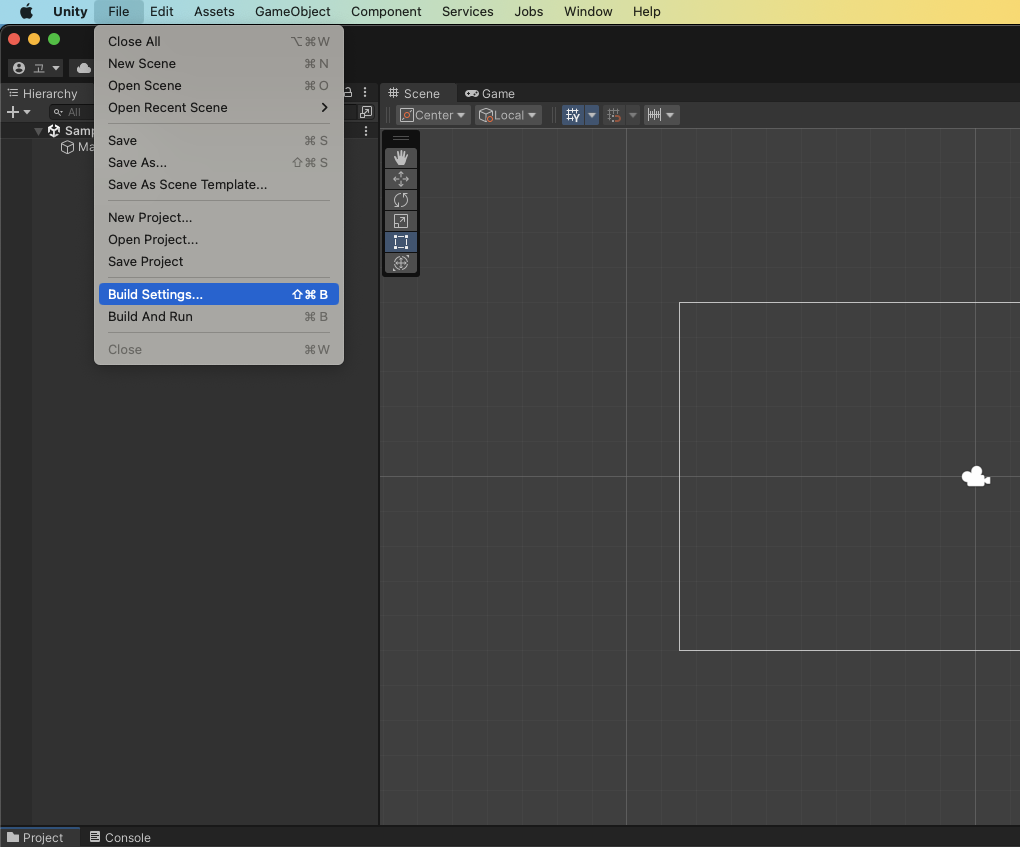 Unity File Edit Assets GameObject Component Services Jobs Window Help
Close All ⌥⌘W
New Scene ⌘N
Open Scene ⌘O
Open Recent Scene
Save ⌘S
Save As... ⇧⌘S
Save As Scene Template...
New Project...
Open Project...
Save Project
Build Settings... ⇧⌘B
Build And Run ⌘B
Close ⌘W
고
Hierarchy
All
Samp
Ma
Scene Game
Center Local
Project Console